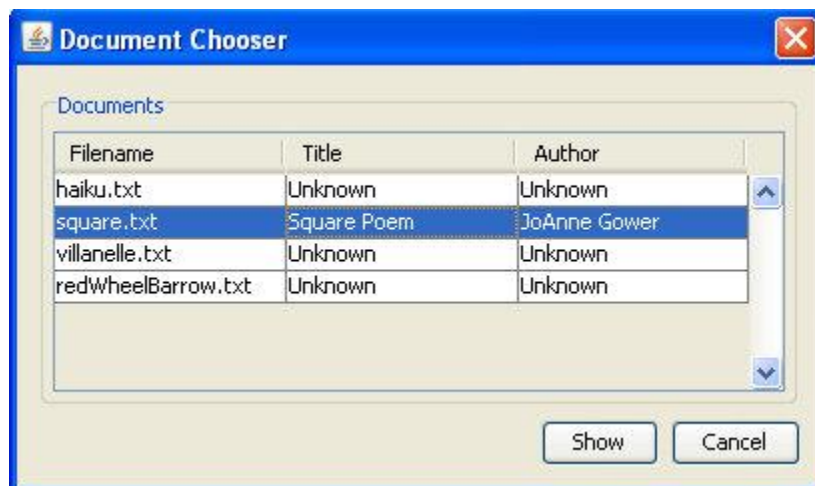 Document Chooser
Documents
Filename Title Author
haiku.txt Unknown Unknown
square.txt Square Poem JoAnne Gower
villanelle.txt Unknown Unknown
redWheelBarrow.txt Unknown Unknown
Show Cancel